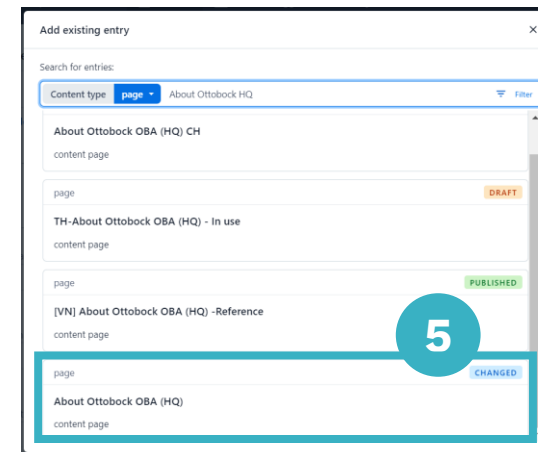 Add existing entry ×
Search for entries:
Content type page About Ottobock HQ Filter
About Ottobock OBA (HQ) CH
content page
page DRAFT
TH-About Ottobock OBA (HQ) - In use
content page
page PUBLISHED
[VN] About Ottobock OBA (HQ) -Reference
content page
5
page CHANGED
About Ottobock OBA (HQ)
content page